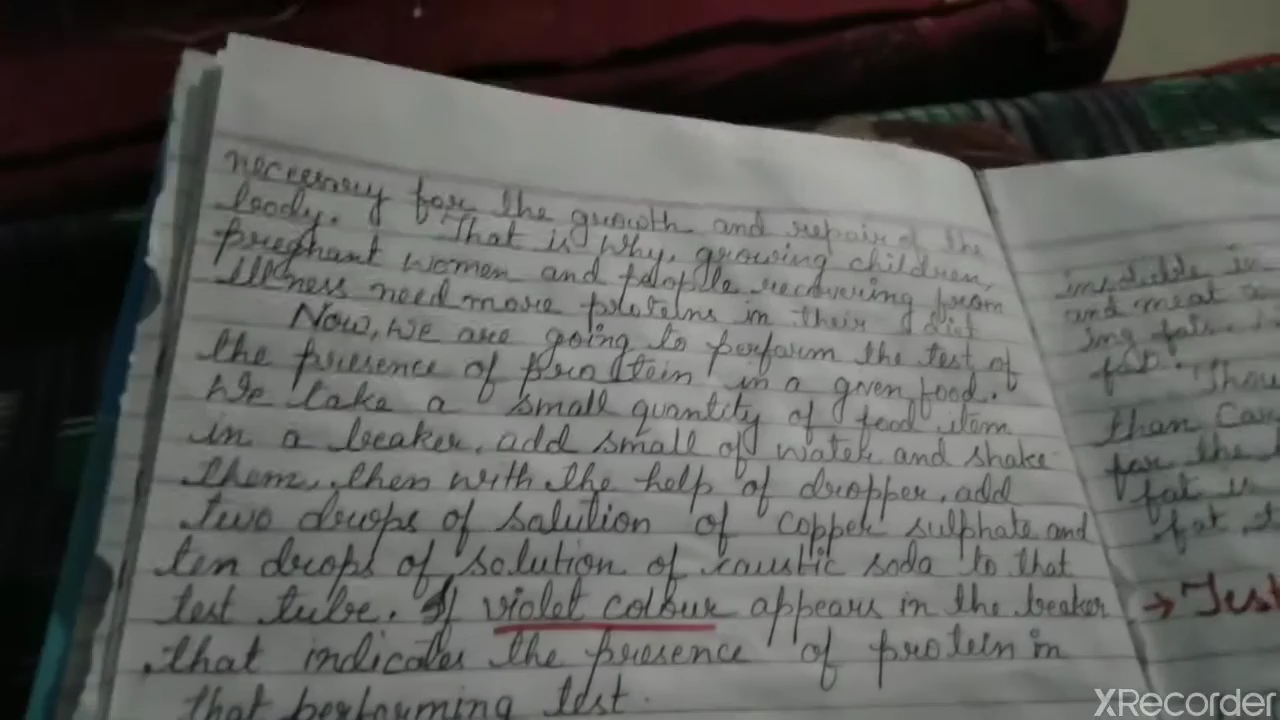 necessary for the growth and repair of the
body. That is why, growing children,
pregnant women and people recovering from
illness need more proteins in their diet
Now, we are going to perform the test of
the presence of proltein in a given food.
We take a small quantity of food item
in a beaker, add small of water and shake
them, then with the help of dropper, add
two drops of solution of copper sulphate and
ten drops of solution of caustic soda to that
test tube. If violet colour appears in the beaker
that indicates the presence of protein in
that performing test.
and meat
fat.
than
for the
fat
fat
→ Test
XRecorder